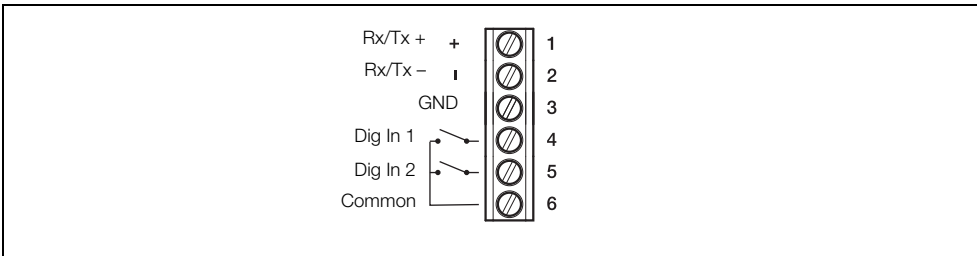 Rx/Tx + + 1
Rx/Tx – 2
GND 3
Dig In 1 4
Dig In 2 5
Common 6